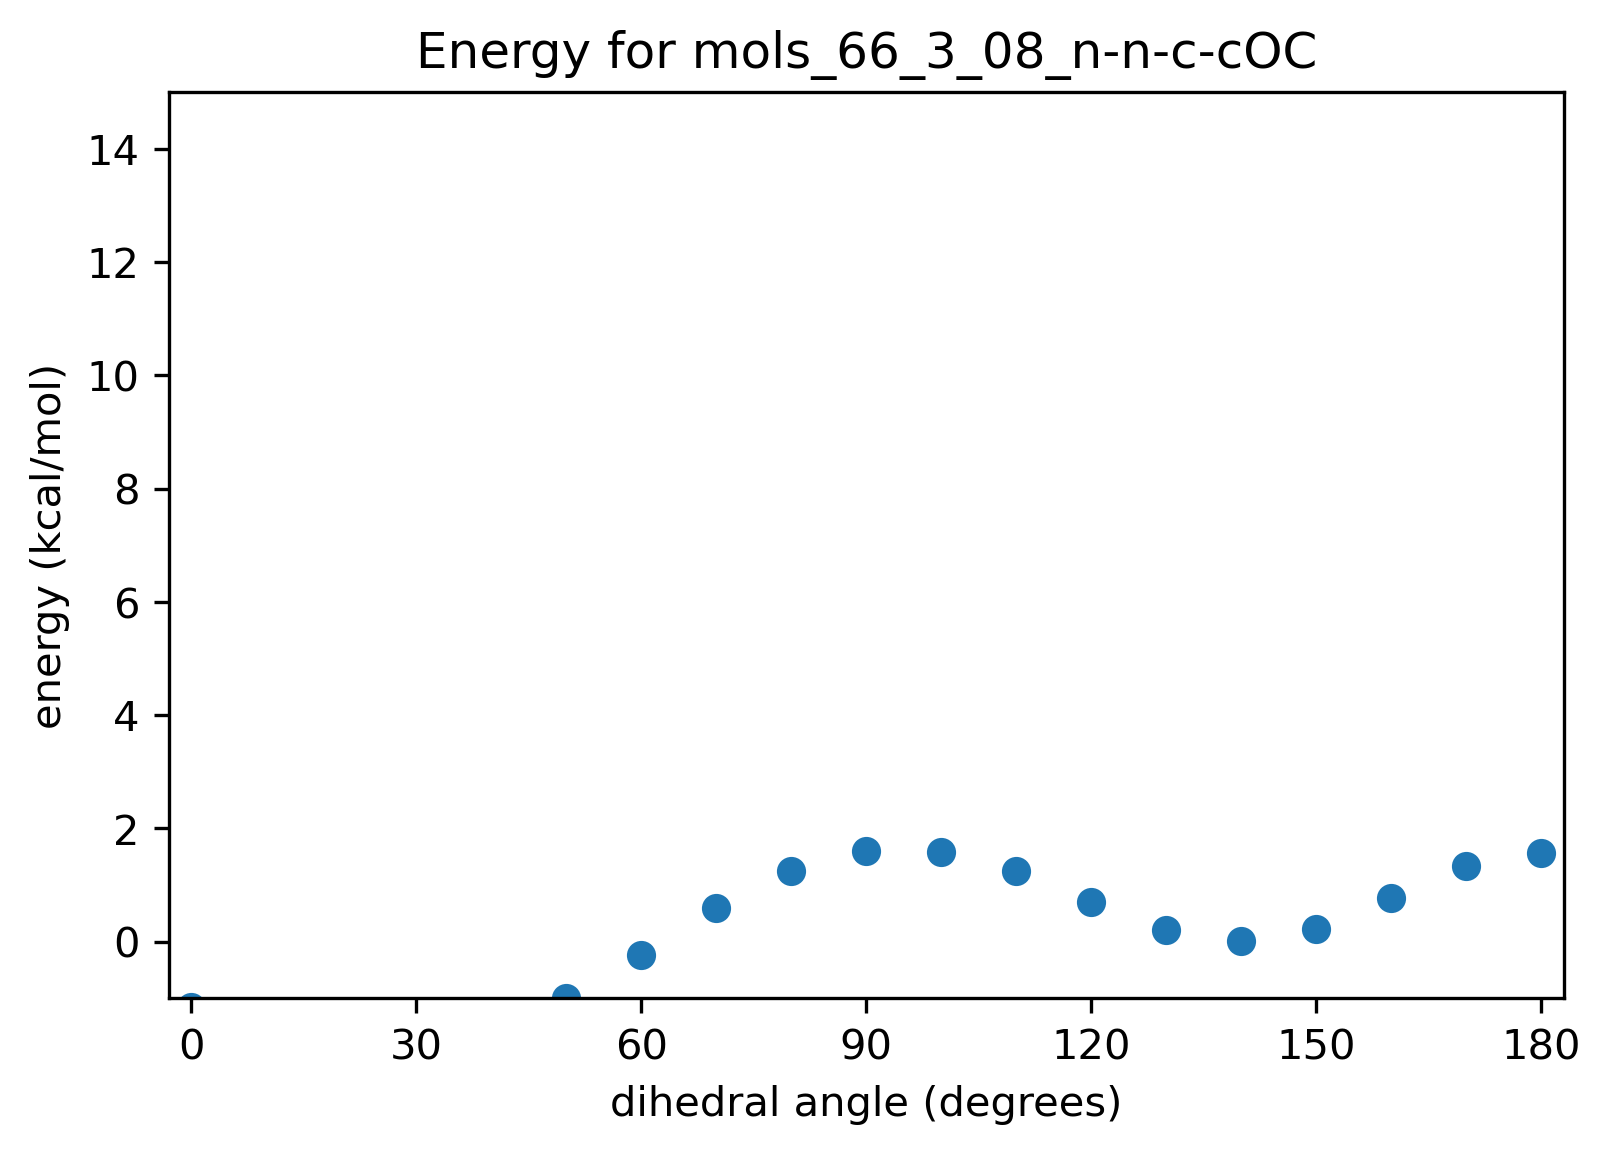 Energy for mols_66_3_08_n-n-c-cOC
14
12
10
8
6
4
2
0
energy (kcal/mol)
0 30 60 90 120 150 180
dihedral angle (degrees)